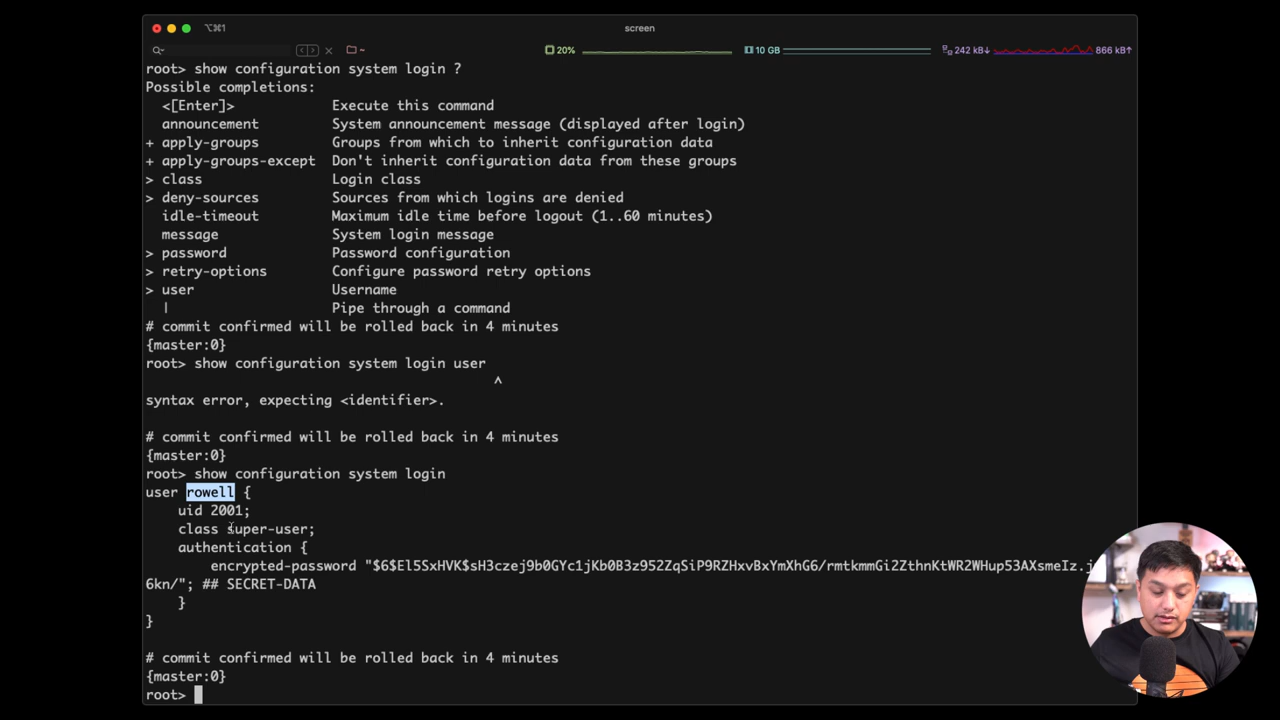 ⌥⌘1
screen
~
20%
10 GB
242 kB↓
866 kB↑
root> show configuration system login ?
Possible completions:
<[Enter]> Execute this command
announcement System announcement message (displayed after login)
+ apply-groups Groups from which to inherit configuration data
+ apply-groups-except Don't inherit configuration data from these groups
> class Login class
> deny-sources Sources from which logins are denied
idle-timeout Maximum idle time before logout (1..60 minutes)
message System login message
> password Password configuration
> retry-options Configure password retry options
> user Username
| Pipe through a command
# commit confirmed will be rolled back in 4 minutes
{master:0}
root> show configuration system login user
^
syntax error, expecting <identifier>.
# commit confirmed will be rolled back in 4 minutes
{master:0}
root> show configuration system login
user rowell {
uid 2001;
class super-user;
authentication {
encrypted-password "$6$El5SxHVK$sH3czej9b0GYc1jKb0B3z952ZqSiP9RZHxvBxYmXhG6/rmtkmmGi2ZthnKtWR2WHup53AXsmeIz.j
6kn/"; ## SECRET-DATA
}
}
# commit confirmed will be rolled back in 4 minutes
{master:0}
root>